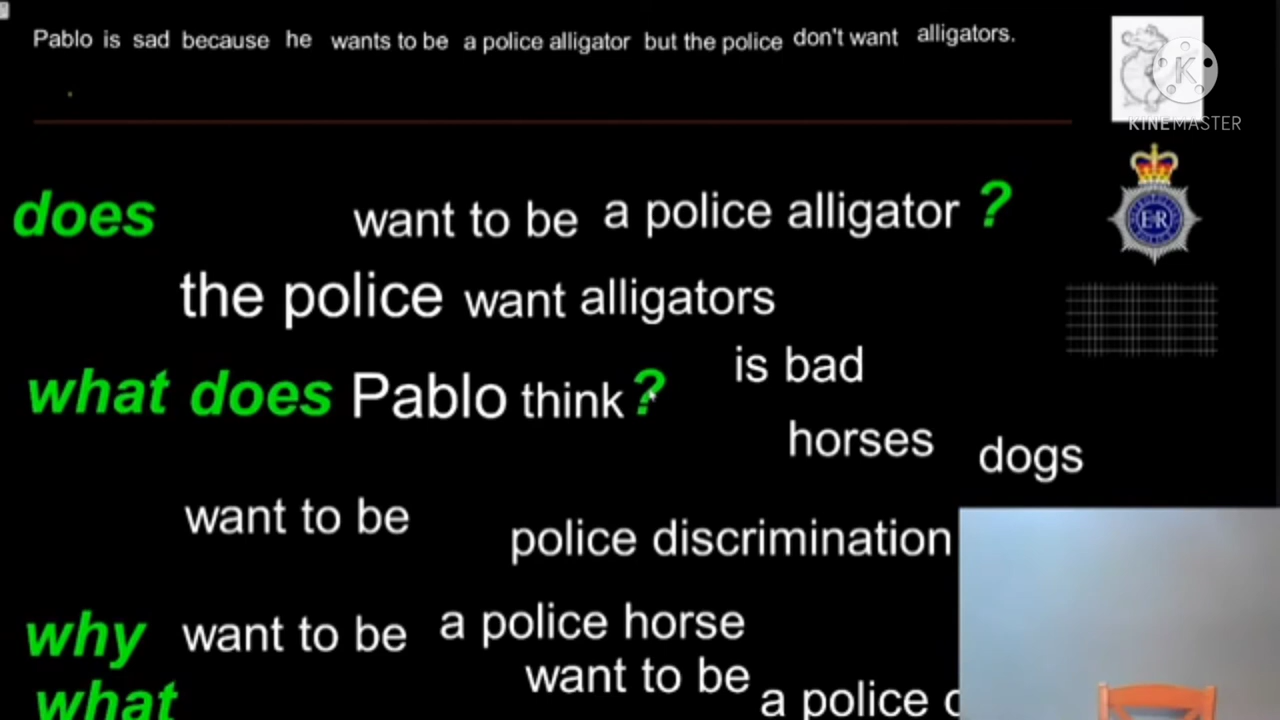 Pablo is sad because he wants to be a police alligator but the police don't want alligators.
KINEMASTER
does want to be a police alligator ?
E R
the police want alligators
is bad
what does Pablo think ?
horses dogs
want to be
police discrimination
why want to be a police horse
want to be
what
a police